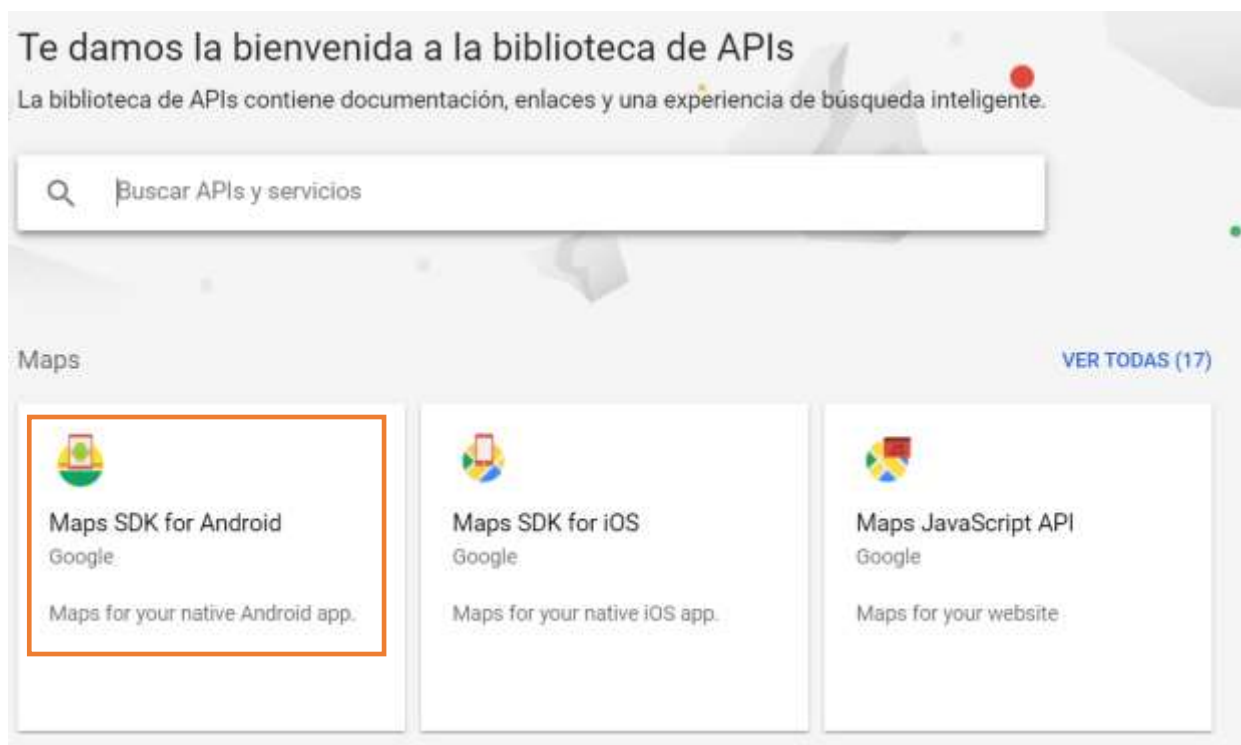 Te damos la bienvenida a la biblioteca de APIs
La biblioteca de APIs contiene documentación, enlaces y una experiencia de búsqueda inteligente.
Buscar APIs y servicios
Maps
VER TODAS (17)
Maps SDK for Android
Google
Maps for your native Android app.
Maps SDK for iOS
Google
Maps for your native iOS app.
Maps JavaScript API
Google
Maps for your website